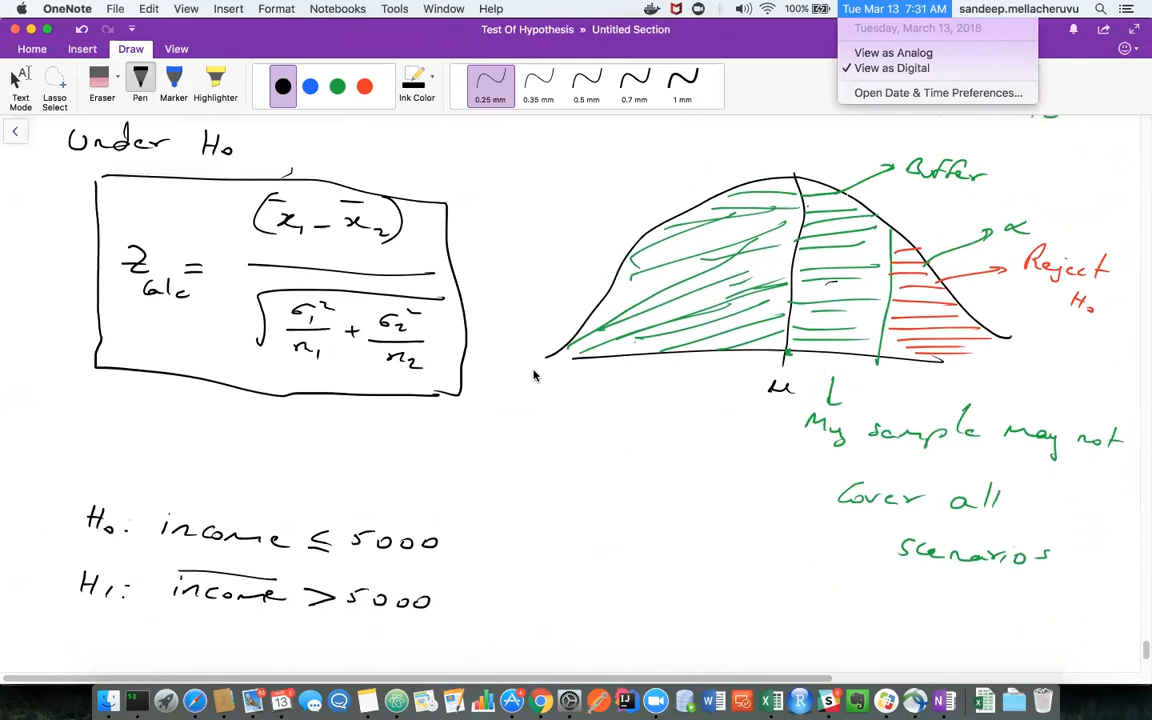 OneNote File Edit View Insert Format Notebooks Tools Window Help 100% Tue Mar 13 7:31 AM sandeep.mellacheruvu
Tuesday, March 13, 2018
View as Analog
✓ View as Digital
Open Date & Time Preferences...
Test Of Hypothesis » Untitled Section
Home Insert Draw View
Text Mode
Lasso Select
Eraser
Pen
Marker
Highlighter
Ink Color
0.25 mm 0.35 mm 0.5 mm 0.7 mm 1 mm
Under H₀
Z calc = (x̄₁ - x̄₂) / √(σ₁²/n₁ + σ₂²/n₂)
Buffer
α
Reject
H₀
μ
My sample may not
Cover all
scenarios
H₀: income ≤ 5000
H₁: income > 5000